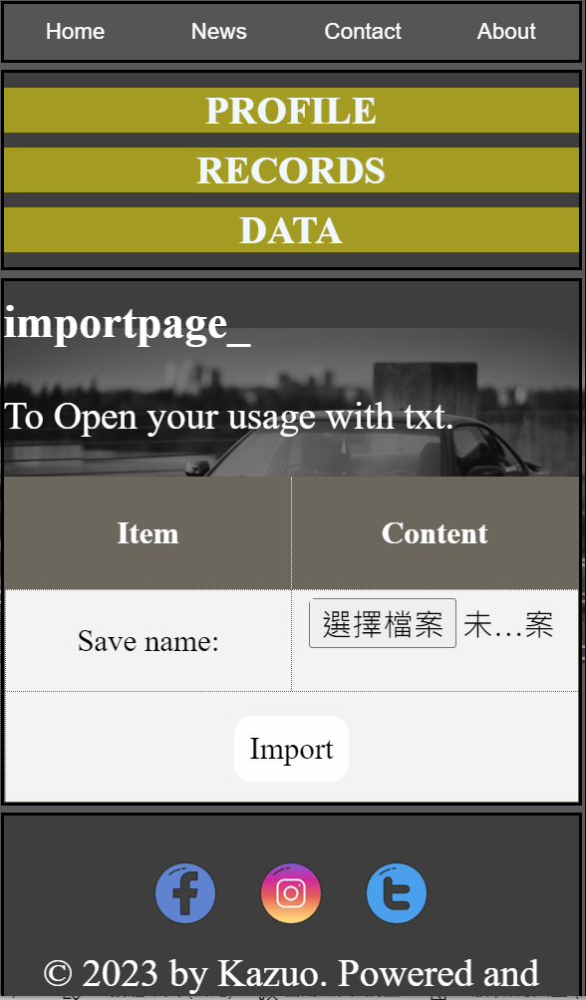 Home News Contact About
PROFILE
RECORDS
DATA
importpage_
To Open your usage with txt.
Item Content
Save name: 選擇檔案 未...案
Import
© 2023 by Kazuo. Powered and